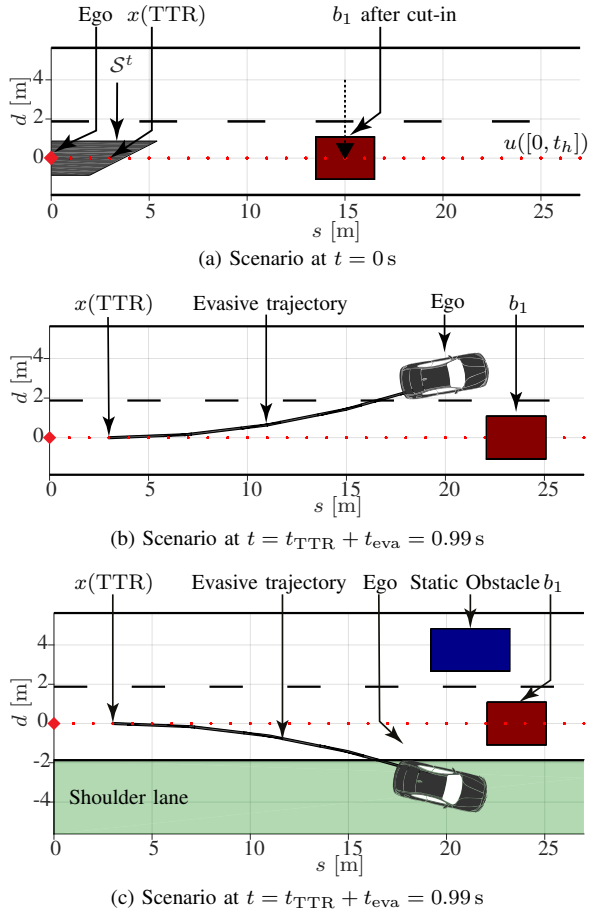 Ego x(TTR) b₁ after cut-in
𝒮ᵗ
d [m]
4
2
0
u([0, tₕ])
0 5 10 15 20 25
s [m]
(a) Scenario at t = 0 s
x(TTR) Evasive trajectory Ego b₁
d [m]
4
2
0
0 5 10 15 20 25
s [m]
(b) Scenario at t = t_TTR + t_eva = 0.99 s
x(TTR) Evasive trajectory Ego Static Obstacle b₁
d [m]
4
2
0
-2
-4
Shoulder lane
0 5 10 15 20 25
s [m]
(c) Scenario at t = t_TTR + t_eva = 0.99 s